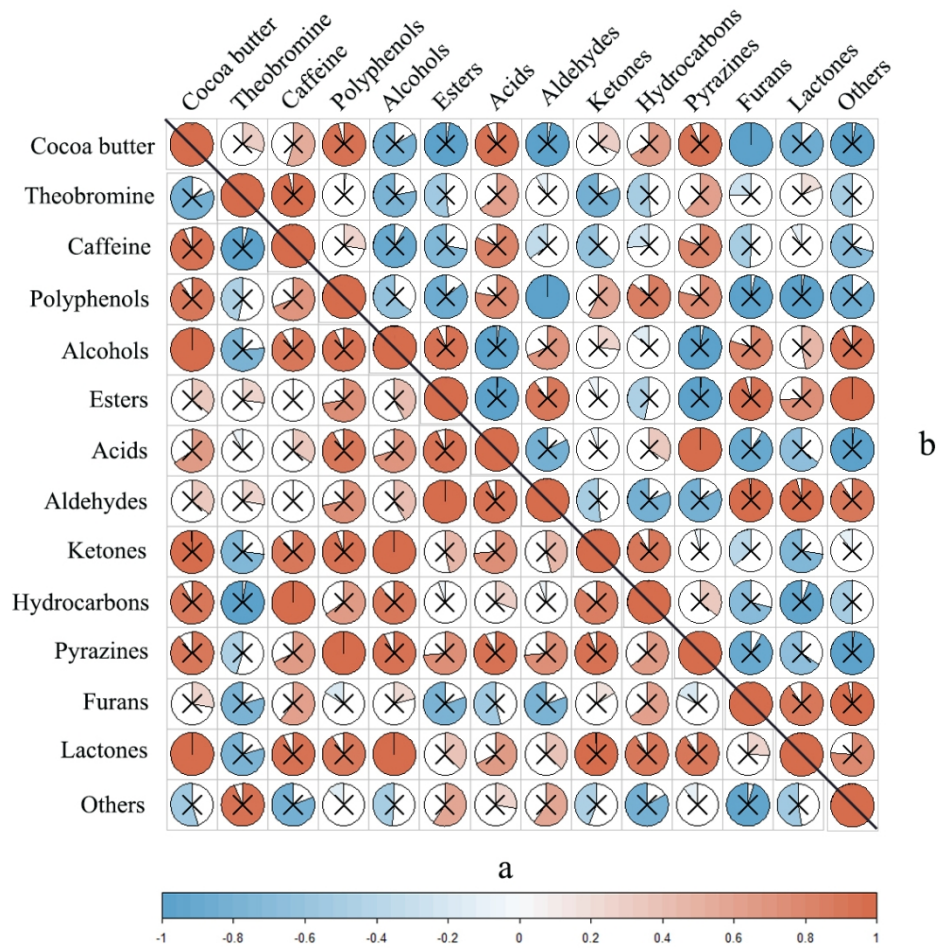 Cocoa butter
Theobromine
Caffeine
Polyphenols
Alcohols
Esters
Acids
Aldehydes
Ketones
Hydrocarbons
Pyrazines
Furans
Lactones
Others
Cocoa butter
Theobromine
Caffeine
Polyphenols
Alcohols
Esters
Acids
Aldehydes
Ketones
Hydrocarbons
Pyrazines
Furans
Lactones
Others
b
a
-1 -0.8 -0.6 -0.4 -0.2 0 0.2 0.4 0.6 0.8 1